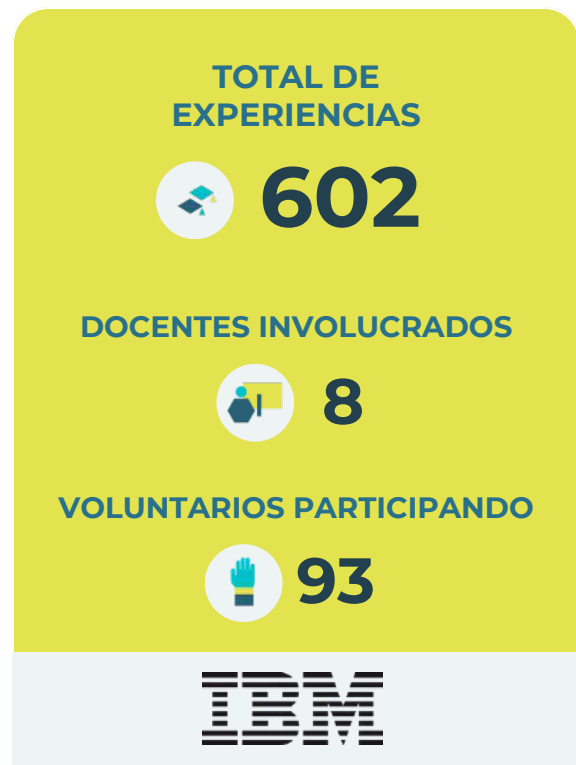 TOTAL DE
EXPERIENCIAS
602
DOCENTES INVOLUCRADOS
8
VOLUNTARIOS PARTICIPANDO
93
IBM